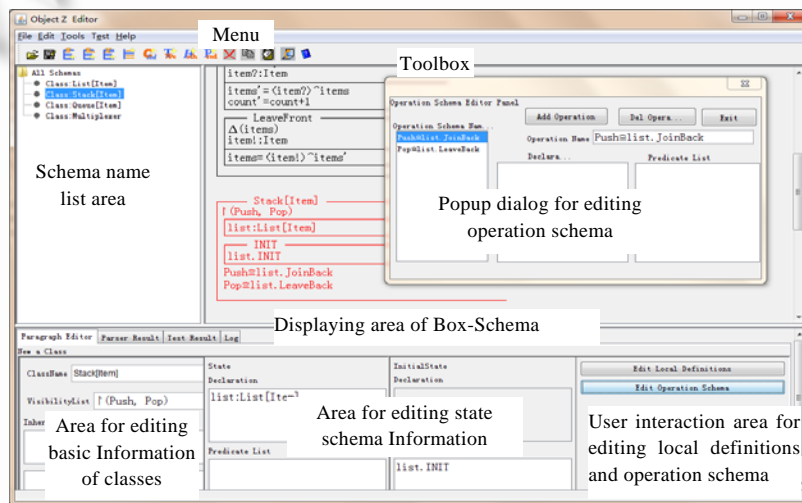 Object Z Editor
File Edit Tools Test Help
Menu
Toolbox
All Schemas
Class:List[Item]
Class:Stack[Item]
Class:Queue[Item]
Class:Multiplexer
Schema name
list area
item?:Item
items'=(item?)^items
count'=count+1
LeaveFront
Δ(items)
item!:Item
items=(item!)^items'
Stack[Item]
↾(Push, Pop)
list:List[Item]
INIT
list.INIT
Push≙list.JoinBack
Pop≙list.LeaveBack
Operation Schema Editor Panel
Add Operation Del Opera... Exit
Operation Schema Nam...
Push≙list.JoinBack
Pop≙list.LeaveBack
Operation Name Push≙list.JoinBack
Declara... Predicate List
Popup dialog for editing
operation schema
Displaying area of Box-Schema
Paragraph Editor Parser Result Test Result Log
New a Class
ClassName Stack[Item]
VisibilityList ↾(Push, Pop)
Area for editing
basic Information
of classes
State
Declaration
list:List[Item]
Area for editing state
schema Information
Predicate List
InitialState
Declaration
list.INIT
Edit Local Definitions
Edit Operation Schema
User interaction area for
editing local definitions
and operation schema